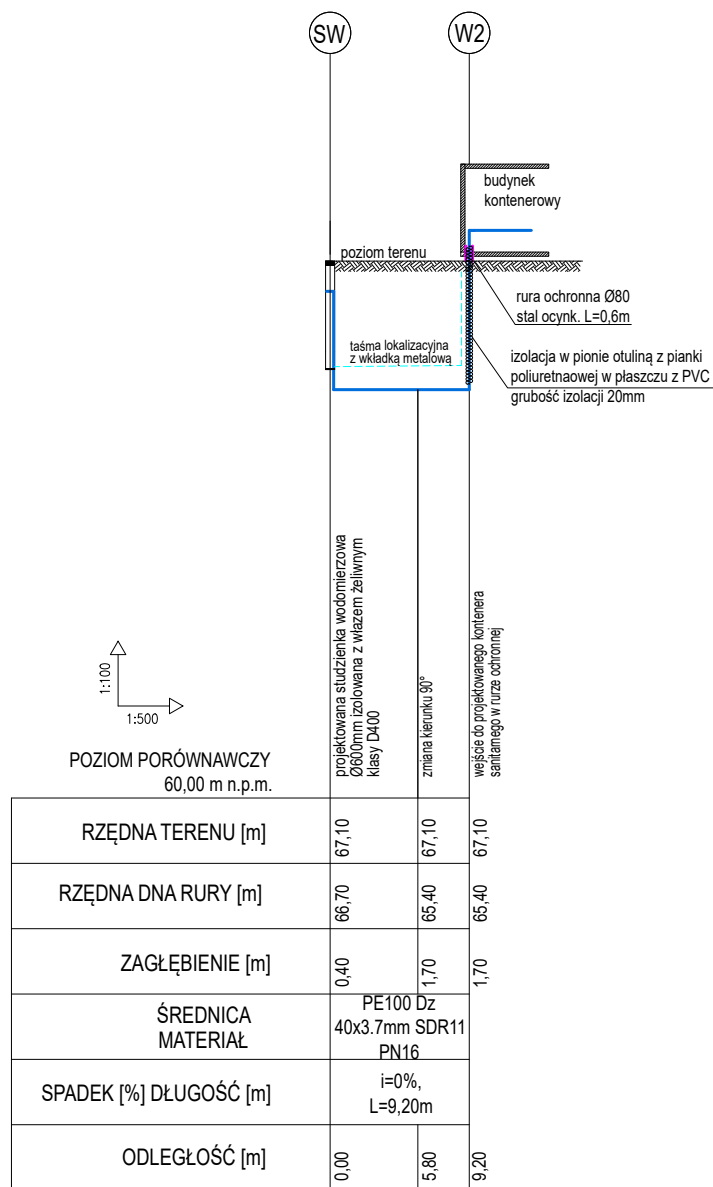 SW
W2
budynek
kontenerowy
poziom terenu
rura ochronna Ø80
stal ocynk. L=0,6m
taśma lokalizacyjna
z wkładką metalową
izolacja w pionie otuliną z pianki
poliuretnaowej w płaszczu z PVC
grubość izolacji 20mm
projektowana studzienka wodomierzowa
Ø600mm izolowana z włazem żeliwnym
klasy D400
zmiana kierunku 90°
wejście do projektowanego kontenera
sanitarnego w rurze ochronnej
1:100
1:500
POZIOM PORÓWNAWCZY
60,00 m n.p.m.
RZĘDNA TERENU [m]
67,10
67,10
67,10
RZĘDNA DNA RURY [m]
66,70
65,40
65,40
ZAGŁĘBIENIE [m]
0,40
1,70
1,70
ŚREDNICA
MATERIAŁ
PE100 Dz
40x3.7mm SDR11
PN16
SPADEK [%] DŁUGOŚĆ [m]
i=0%,
L=9,20m
ODLEGŁOŚĆ [m]
0,00
5,80
9,20